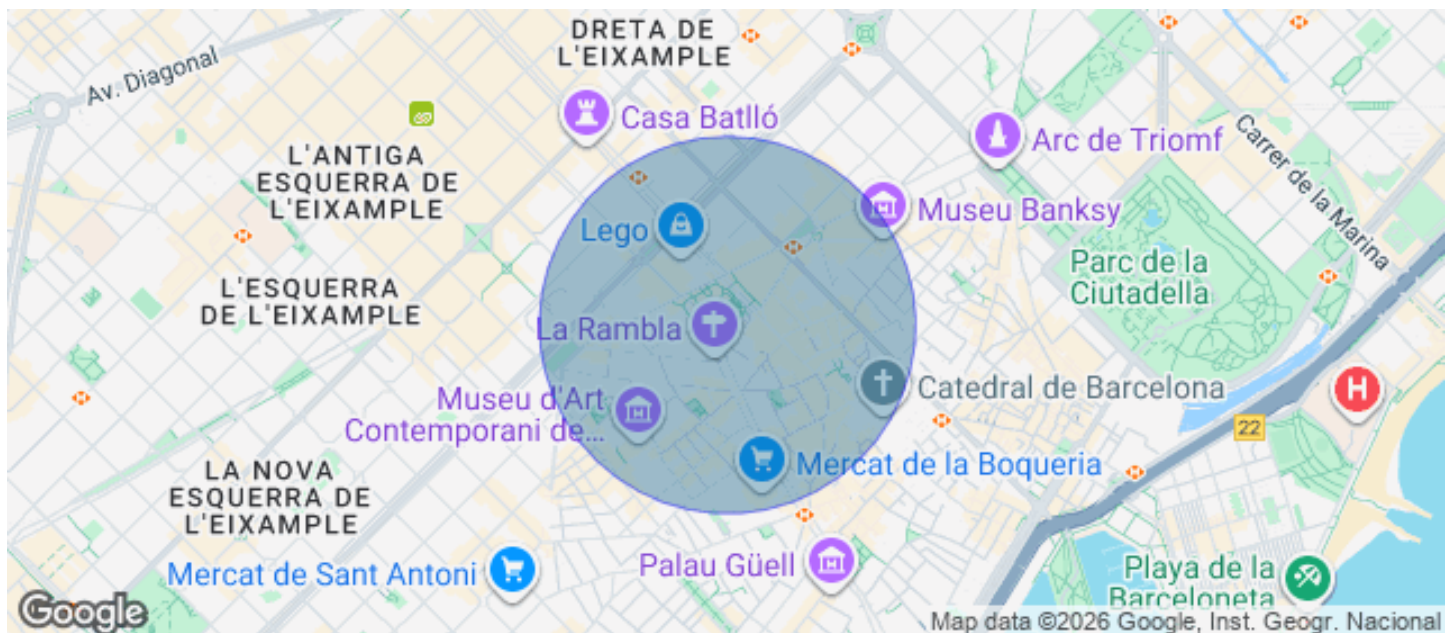 DRETA DE
L'EIXAMPLE
Av. Diagonal
Casa Batlló
Arc de Triomf
Carrer de la Marina
L'ANTIGA
ESQUERRA DE
L'EIXAMPLE
Lego
Museu Banksy
Parc de la
Ciutadella
L'ESQUERRA
DE L'EIXAMPLE
La Rambla
Catedral de Barcelona
H
Museu d'Art
Contemporani de...
22
Mercat de la Boqueria
LA NOVA
ESQUERRA DE
L'EIXAMPLE
Mercat de Sant Antoni
Palau Güell
Playa de la
Barceloneta
Google
Map data ©2026 Google, Inst. Geogr. Nacional